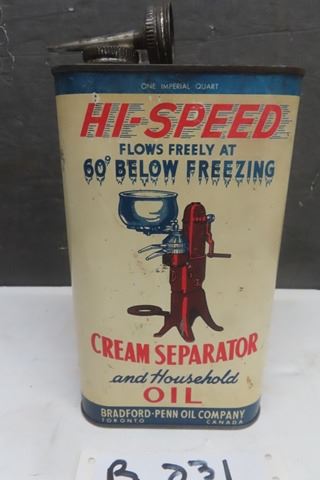 ONE IMPERIAL QUART
HI-SPEED
FLOWS FREELY AT
60° BELOW FREEZING
CREAM SEPARATOR
and Household
OIL
BRADFORD-PENN OIL COMPANY
TORONTO CANADA
B 231